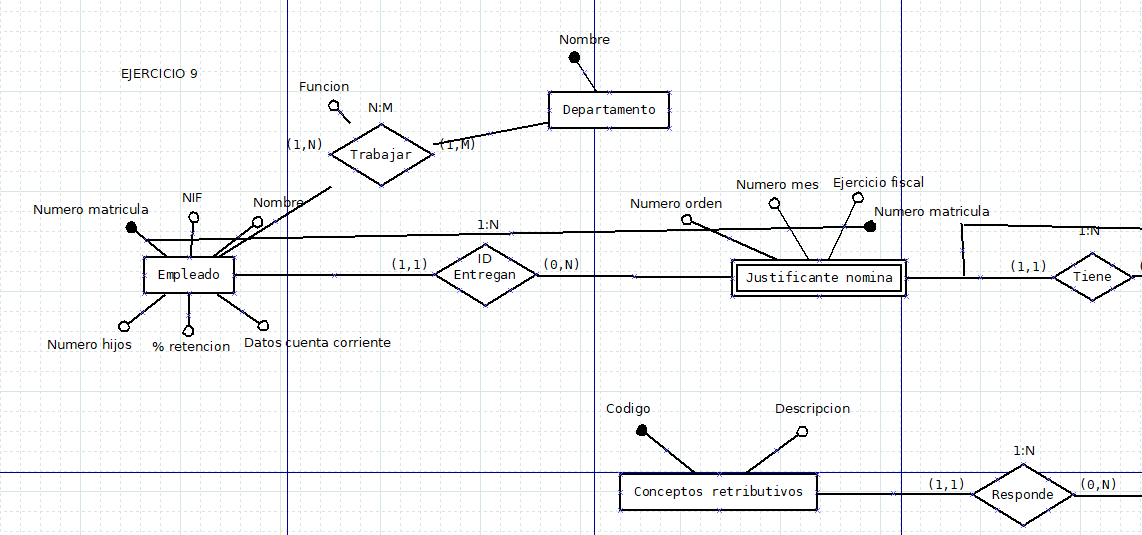 Nombre
EJERCICIO 9
Funcion
N:M
Departamento
(1,N)
Trabajar
(1,M)
NIF
Nombre
Numero matricula
Numero mes
Ejercicio fiscal
Numero orden
Numero matricula
1:N
1:N
Empleado
(1,1)
ID
Entregan
(0,N)
Justificante nomina
(1,1)
Tiene
(
Numero hijos
% retencion
Datos cuenta corriente
Codigo
Descripcion
1:N
Conceptos retributivos
(1,1)
Responde
(0,N)